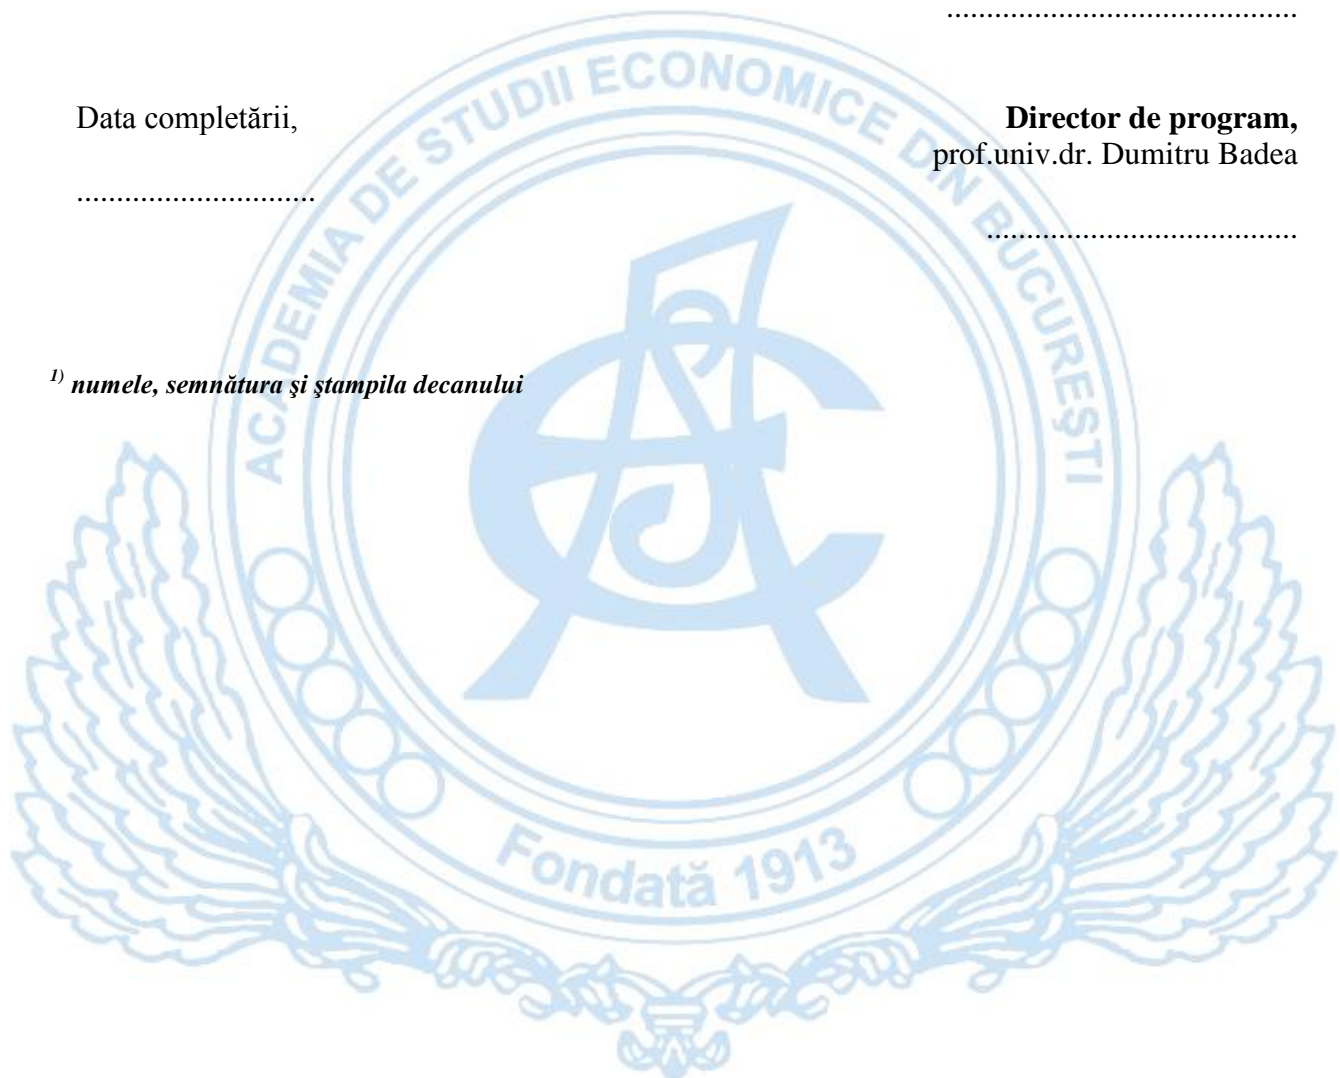 ..........................................
Data completării,
Director de program,
prof.univ.dr. Dumitru Badea
..............................
.......................................
1) numele, semnătura şi ştampila decanului
ACADEMIA DE STUDII ECONOMICE DIN BUCUREŞTI
Fondată 1913